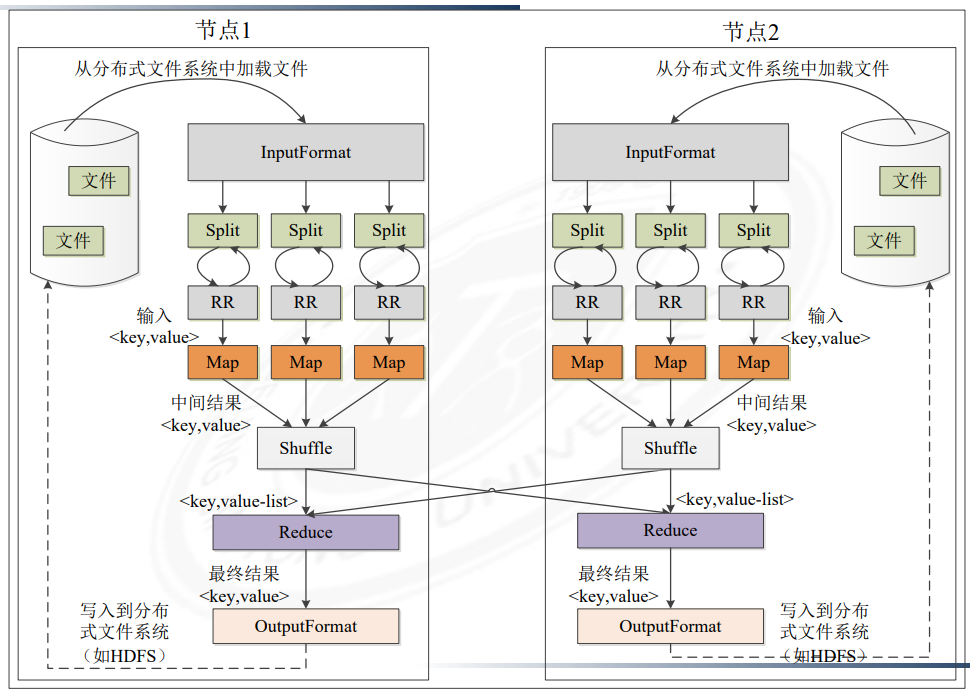 节点1
节点2
从分布式文件系统中加载文件
从分布式文件系统中加载文件
InputFormat
InputFormat
文件
文件
文件
文件
Split
Split
Split
Split
Split
Split
RR
RR
RR
RR
RR
RR
输入
<key,value>
输入
<key,value>
Map
Map
Map
Map
Map
Map
中间结果
<key,value>
中间结果
<key,value>
Shuffle
Shuffle
<key,value-list>
<key,value-list>
Reduce
Reduce
最终结果
<key,value>
最终结果
<key,value>
OutputFormat
OutputFormat
写入到分布
式文件系统
（如HDFS）
写入到分布
式文件系统
（如HDFS）